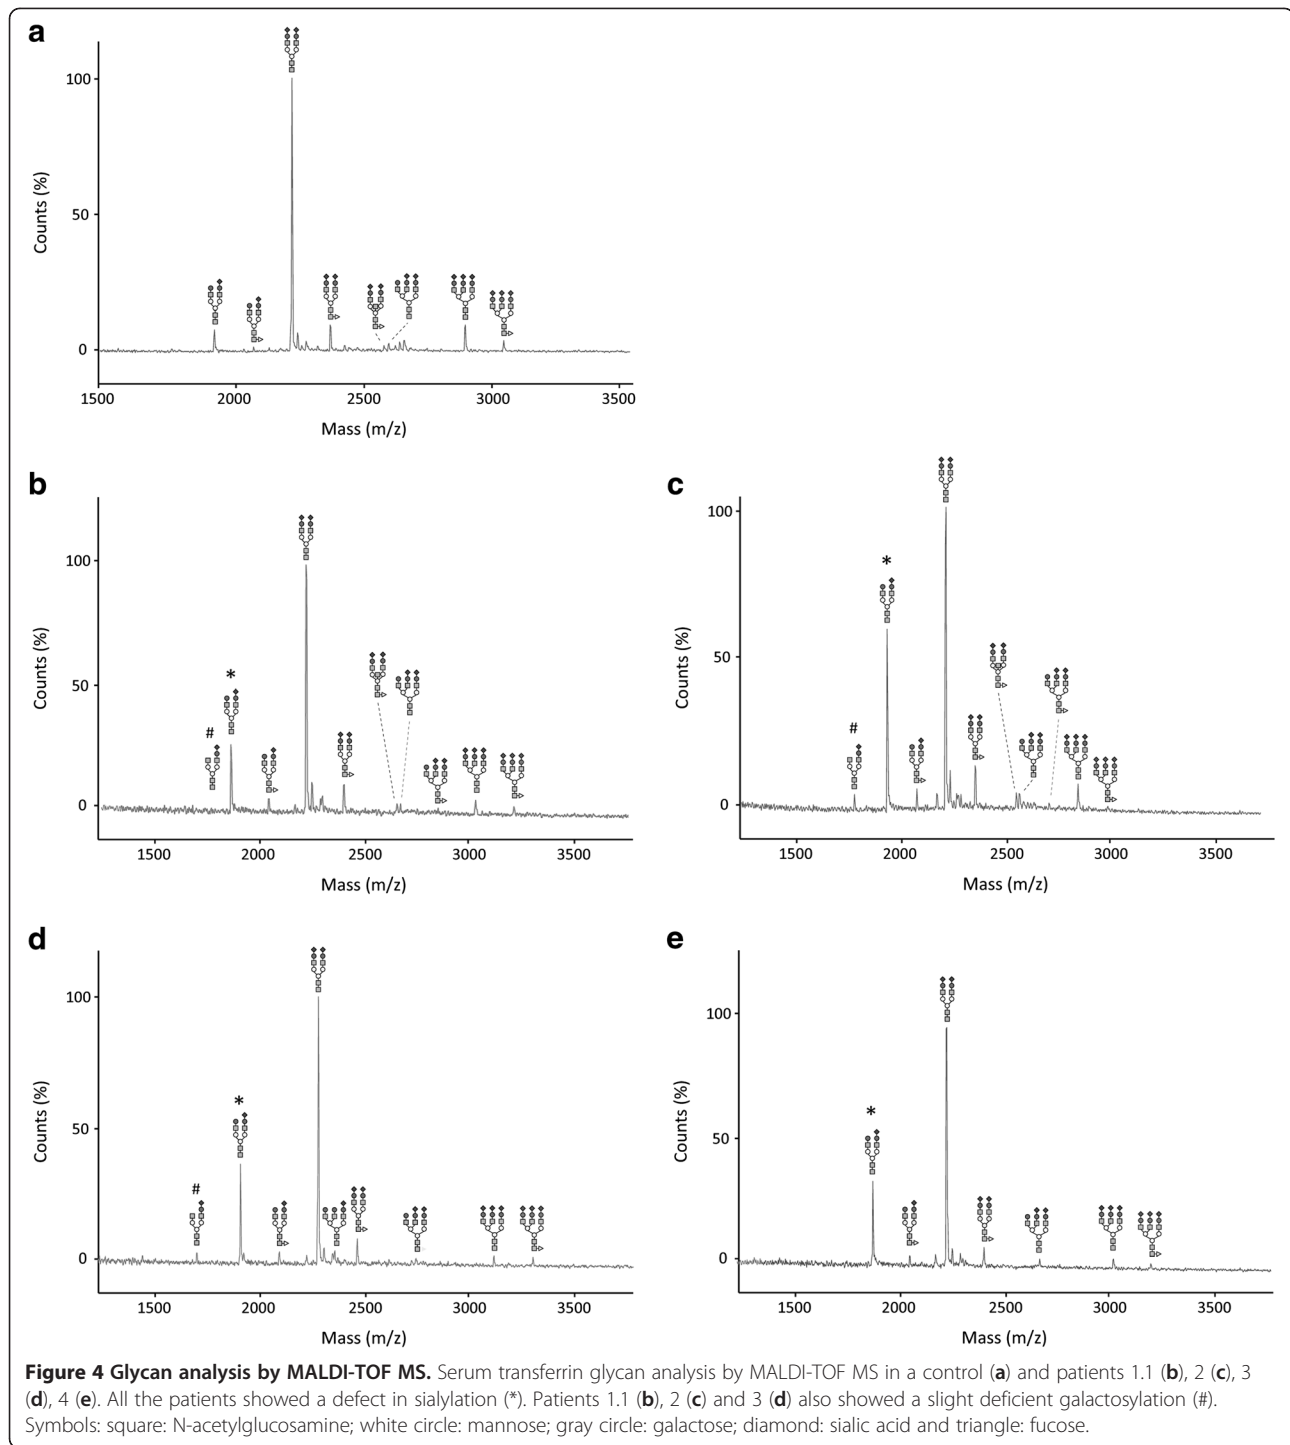 a
100
50
0
Counts (%)
1500 2000 2500 3000 3500
Mass (m/z)
b
100
50
0
Counts (%)
*
#
1500 2000 2500 3000 3500
Mass (m/z)
c
100
50
0
Counts (%)
*
#
1500 2000 2500 3000 3500
Mass (m/z)
d
100
50
0
Counts (%)
*
#
1500 2000 2500 3000 3500
Mass (m/z)
e
100
50
0
Counts (%)
*
1500 2000 2500 3000 3500
Mass (m/z)
Figure 4 Glycan analysis by MALDI-TOF MS. Serum transferrin glycan analysis by MALDI-TOF MS in a control (a) and patients 1.1 (b), 2 (c), 3
(d), 4 (e). All the patients showed a defect in sialylation (*). Patients 1.1 (b), 2 (c) and 3 (d) also showed a slight deficient galactosylation (#).
Symbols: square: N-acetylglucosamine; white circle: mannose; gray circle: galactose; diamond: sialic acid and triangle: fucose.